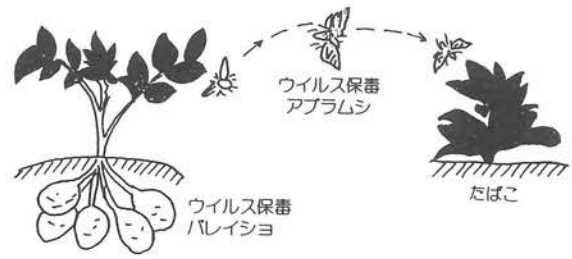 ウイルス保毒
アブラムシ
たばこ
ウイルス保毒
バレイショ